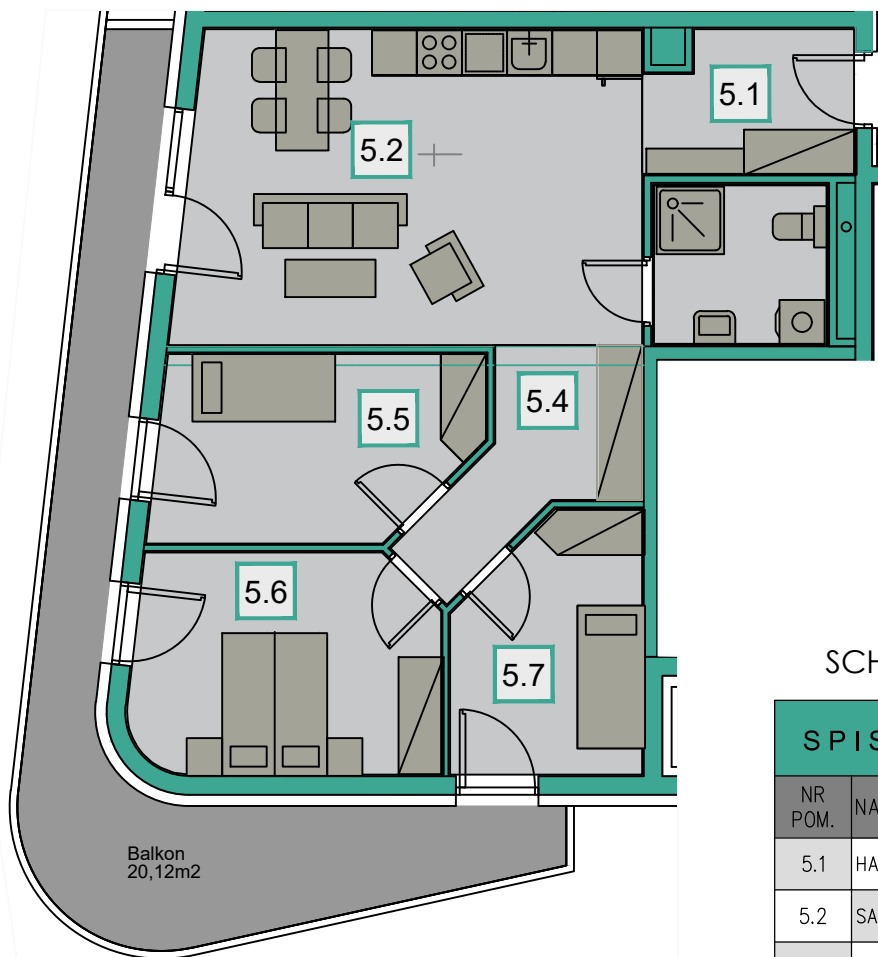 5.1
5.2
5.4
5.5
5.6
5.7
Balkon
20,12m2
SCH
SPIS
NR
POM.
NA
5.1
HA
5.2
SA